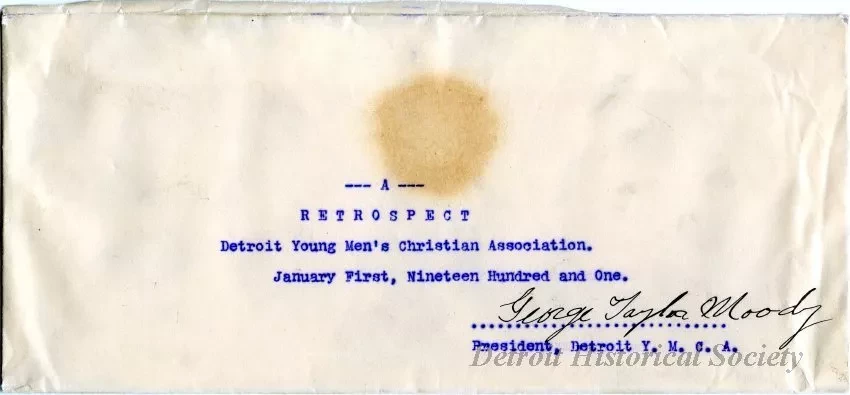 --- A ---
RETROSPECT
Detroit Young Men's Christian Association.
January First, Nineteen Hundred and One.
George Taylor Moody
President, Detroit Y. M. C. A.
Detroit Historical Society